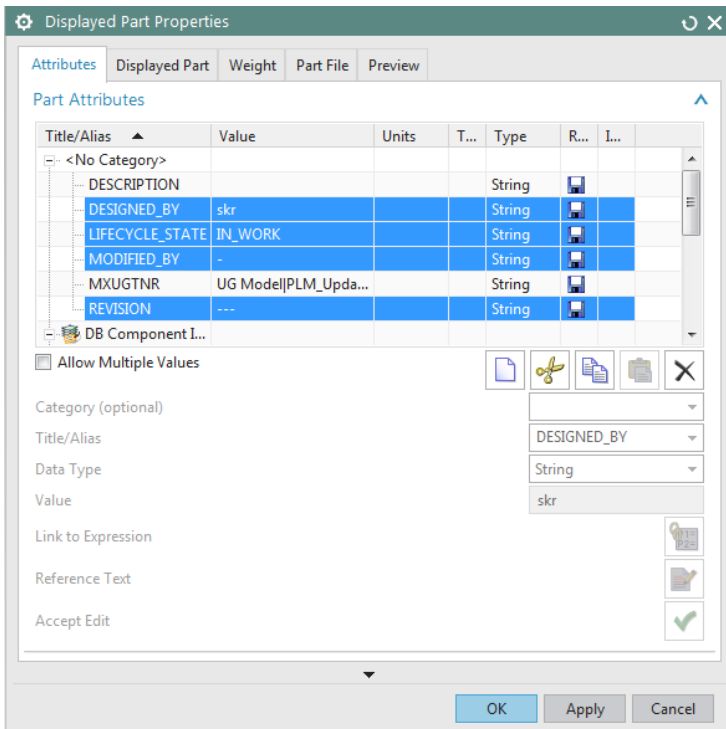 Displayed Part Properties
Attributes Displayed Part Weight Part File Preview
Part Attributes
Title/Alias Value Units T... Type R... I...
<No Category>
DESCRIPTION String
DESIGNED_BY skr String
LIFECYCLE_STATE IN_WORK String
MODIFIED_BY - String
MXUGTNR UG Model|PLM_Upda... String
REVISION --- String
DB Component I...
Allow Multiple Values
Category (optional)
Title/Alias DESIGNED_BY
Data Type String
Value skr
Link to Expression P1= P2=
Reference Text
Accept Edit
OK Apply Cancel